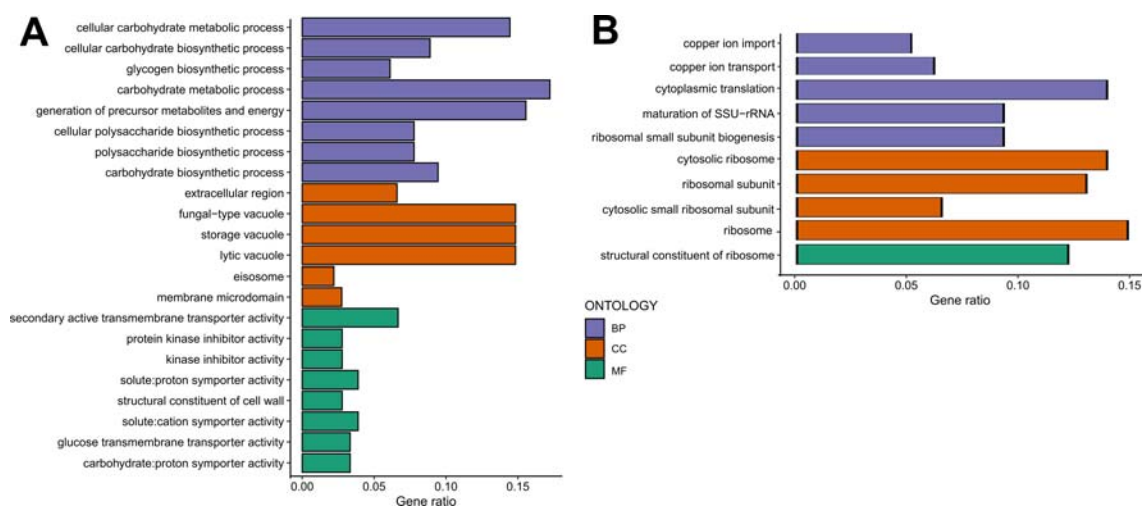 A
cellular carbohydrate metabolic process
cellular carbohydrate biosynthetic process
glycogen biosynthetic process
carbohydrate metabolic process
generation of precursor metabolites and energy
cellular polysaccharide biosynthetic process
polysaccharide biosynthetic process
carbohydrate biosynthetic process
extracellular region
fungal−type vacuole
storage vacuole
lytic vacuole
eisosome
membrane microdomain
secondary active transmembrane transporter activity
protein kinase inhibitor activity
kinase inhibitor activity
solute:proton symporter activity
structural constituent of cell wall
solute:cation symporter activity
glucose transmembrane transporter activity
carbohydrate:proton symporter activity
0.00 0.05 0.10 0.15
Gene ratio
B
copper ion import
copper ion transport
cytoplasmic translation
maturation of SSU−rRNA
ribosomal small subunit biogenesis
cytosolic ribosome
ribosomal subunit
cytosolic small ribosomal subunit
ribosome
structural constituent of ribosome
0.00 0.05 0.10 0.15
Gene ratio
ONTOLOGY
BP
CC
MF